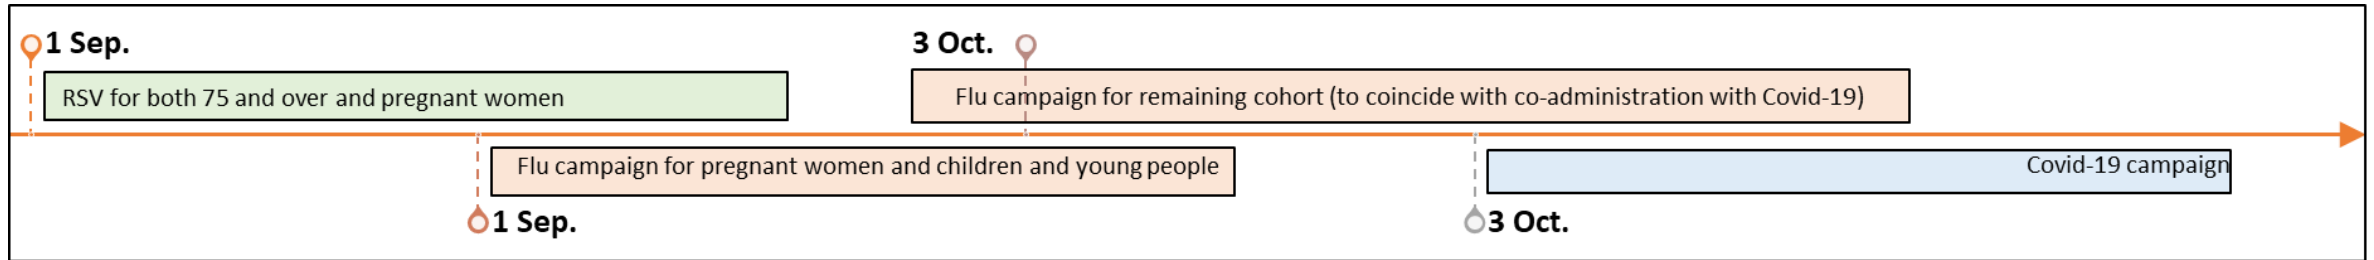 1 Sep.
RSV for both 75 and over and pregnant women
3 Oct.
Flu campaign for remaining cohort (to coincide with co-administration with Covid-19)
Flu campaign for pregnant women and children and young people
1 Sep.
Covid-19 campaign
3 Oct.